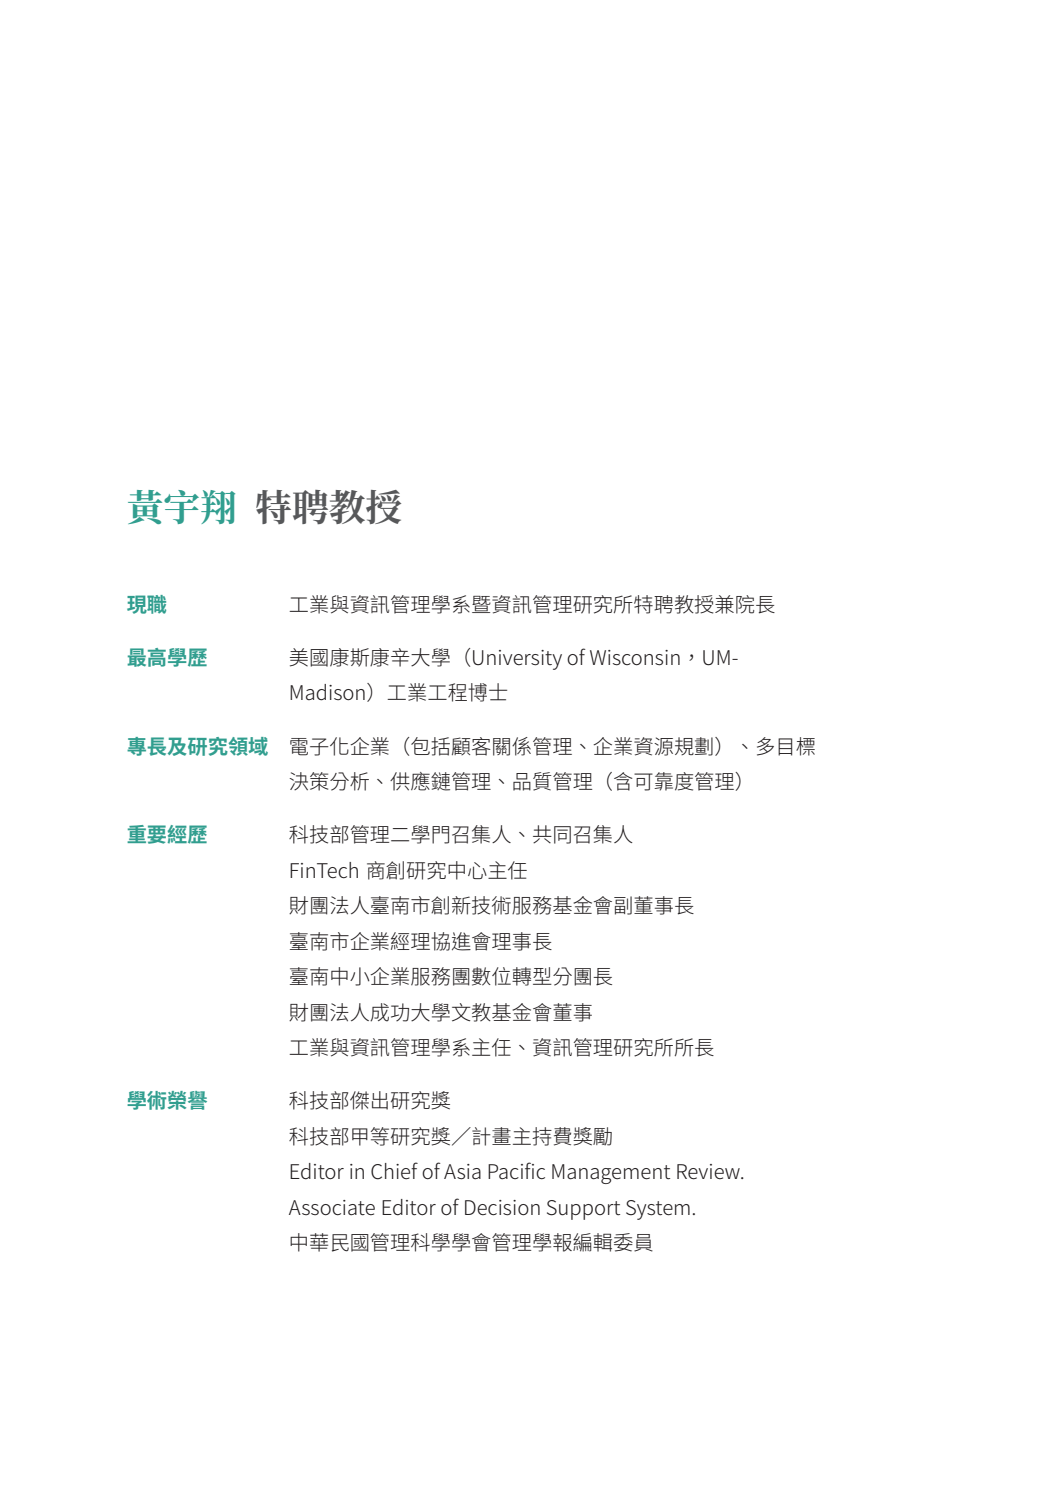 黃宇翔 特聘教授
現職 工業與資訊管理學系暨資訊管理研究所特聘教授兼院長
最高學歷 美國康斯康辛大學（University of Wisconsin，UM-
Madison）工業工程博士
專長及研究領域 電子化企業（包括顧客關係管理、企業資源規劃）、多目標
決策分析、供應鏈管理、品質管理（含可靠度管理）
重要經歷 科技部管理二學門召集人、共同召集人
FinTech 商創研究中心主任
財團法人臺南市創新技術服務基金會副董事長
臺南市企業經理協進會理事長
臺南中小企業服務團數位轉型分團長
財團法人成功大學文教基金會董事
工業與資訊管理學系主任、資訊管理研究所所長
學術榮譽 科技部傑出研究獎
科技部甲等研究獎／計畫主持費獎勵
Editor in Chief of Asia Pacific Management Review.
Associate Editor of Decision Support System.
中華民國管理科學學會管理學報編輯委員